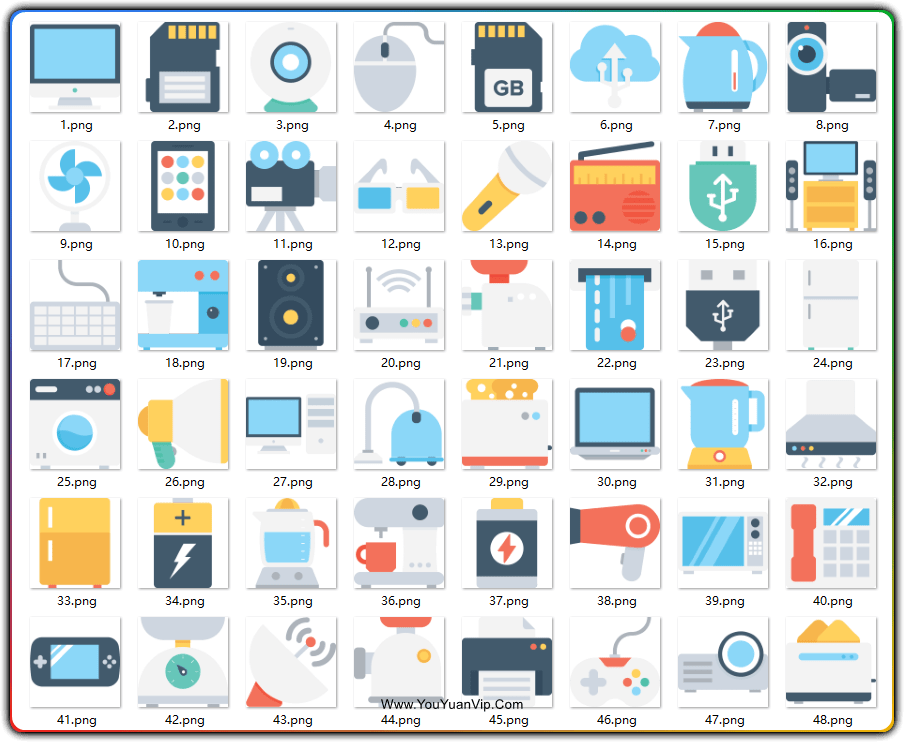 GB
1.png 2.png 3.png 4.png 5.png 6.png 7.png 8.png
9.png 10.png 11.png 12.png 13.png 14.png 15.png 16.png
17.png 18.png 19.png 20.png 21.png 22.png 23.png 24.png
25.png 26.png 27.png 28.png 29.png 30.png 31.png 32.png
33.png 34.png 35.png 36.png 37.png 38.png 39.png 40.png
Www.YouYuanVip.Com
41.png 42.png 43.png 44.png 45.png 46.png 47.png 48.png